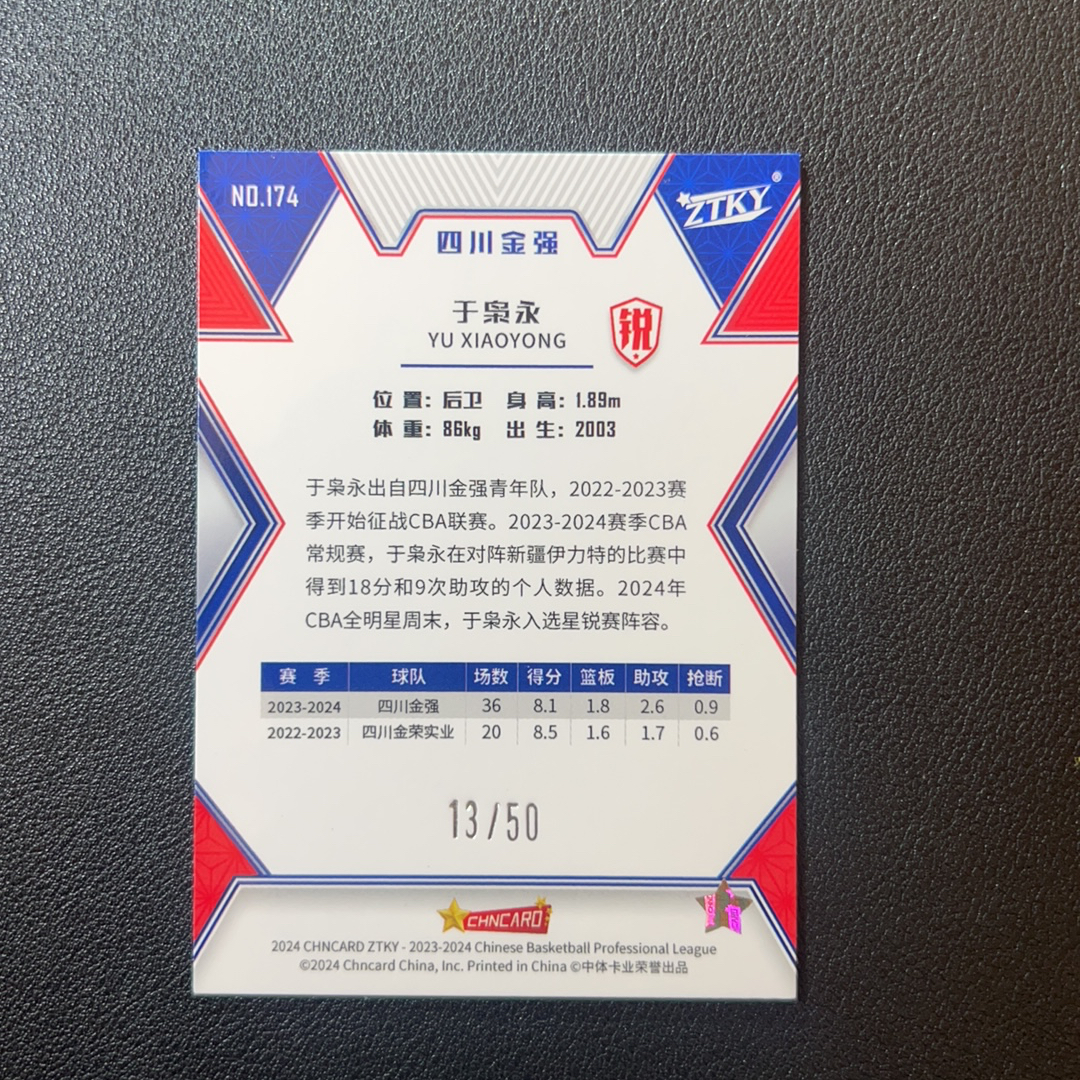 NO.174
ZTKY®
四川金强
于枭永
YU XIAOYONG
锐
位置：后卫 身高：1.89m
体重：86kg 出生：2003
于枭永出自四川金强青年队，2022-2023赛
季开始征战CBA联赛。2023-2024赛季CBA
常规赛，于枭永在对阵新疆伊力特的比赛中
得到18分和9次助攻的个人数据。2024年
CBA全明星周末，于枭永入选星锐赛阵容。
赛季 球队 场数 得分 篮板 助攻 抢断
2023-2024 四川金强 36 8.1 1.8 2.6 0.9
2022-2023 四川金荣实业 20 8.5 1.6 1.7 0.6
13/50
CHNCARD
2024 CHNCARD ZTKY - 2023-2024 Chinese Basketball Professional League
©2024 Chncard China, Inc. Printed in China ©中体卡业荣誉出品